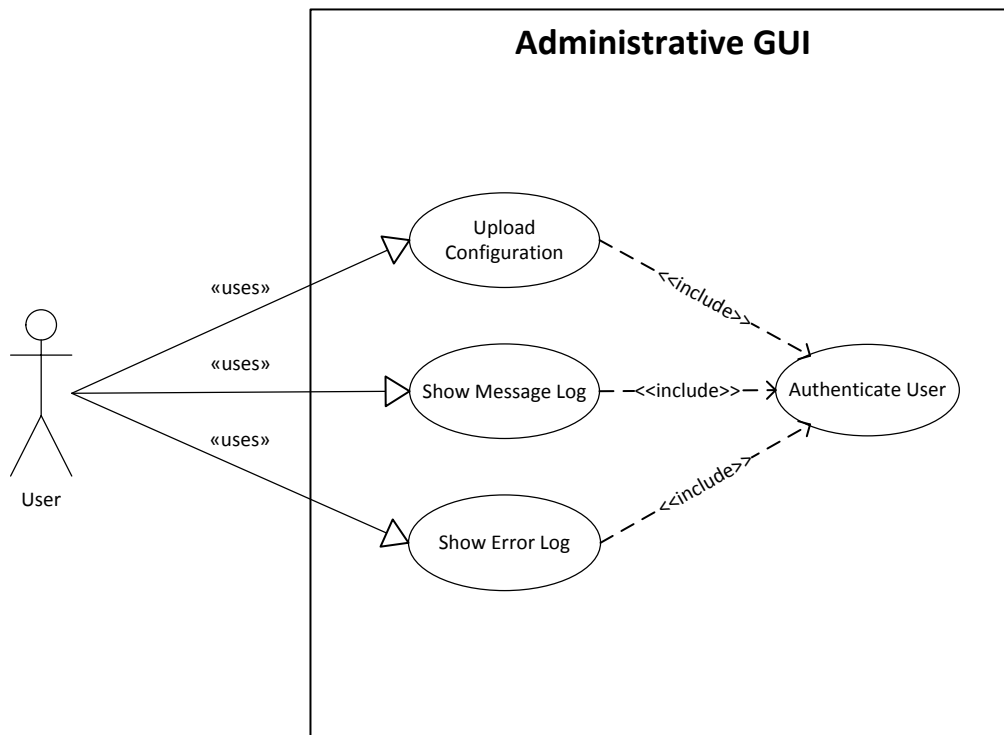 Administrative GUI
Upload
Configuration
«uses»
<<include>>
«uses»
Show Message Log
<<include>>
Authenticate User
«uses»
<<include>>
User
Show Error Log